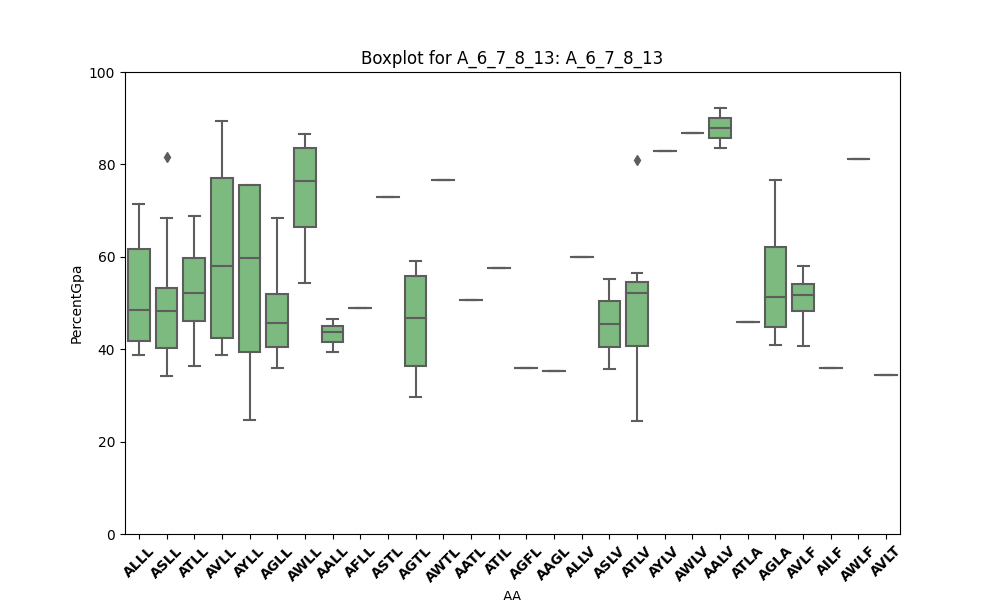 Boxplot for A_6_7_8_13: A_6_7_8_13
100
80
60
40
20
0
PercentGpa
ALLL ASLL ATLL AVLL AYLL AGLL AWLL AALL AFLL ASTL AGTL AWTL AATL ATIL AGFL AAGL ALLV ASLV ATLV AYLV AWLV AALV ATLA AGLA AVLF AILF AWLF AVLT
AA